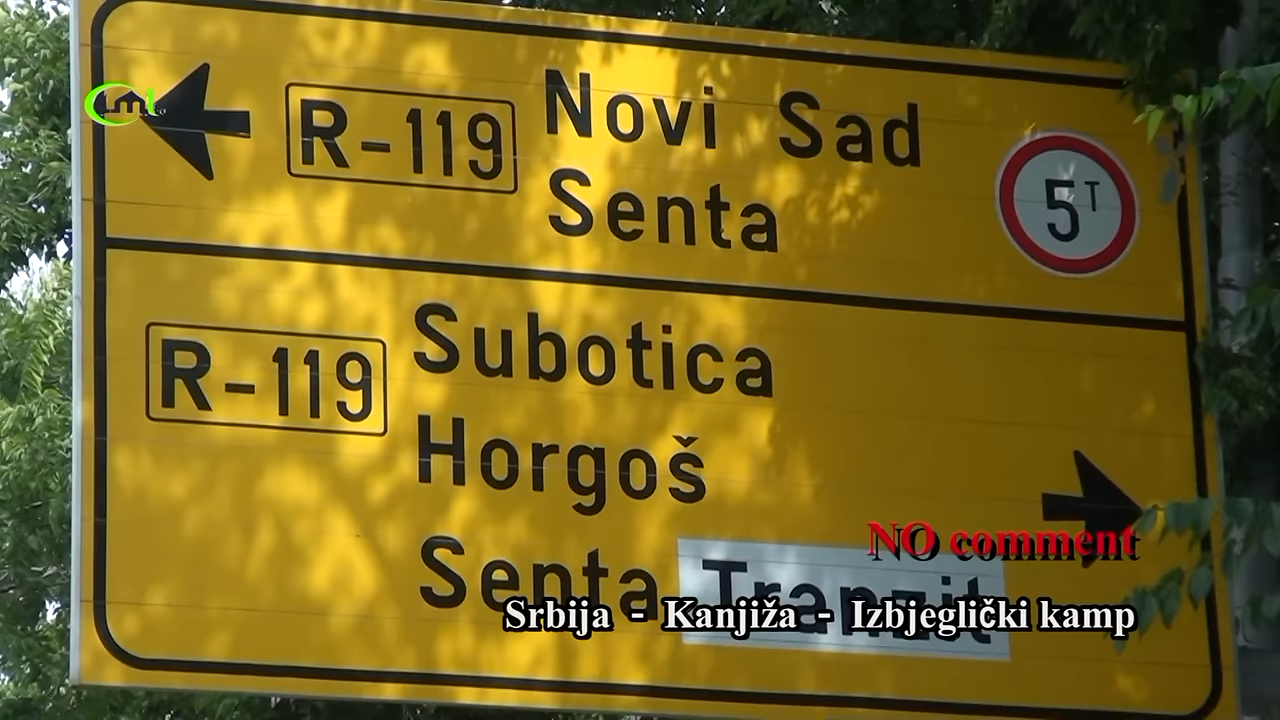 R-119 Novi Sad
Senta
5T
R-119 Subotica
Horgoš
Senta Tranzit
NO comment
Srbija - Kanjiža - Izbjeglički kamp